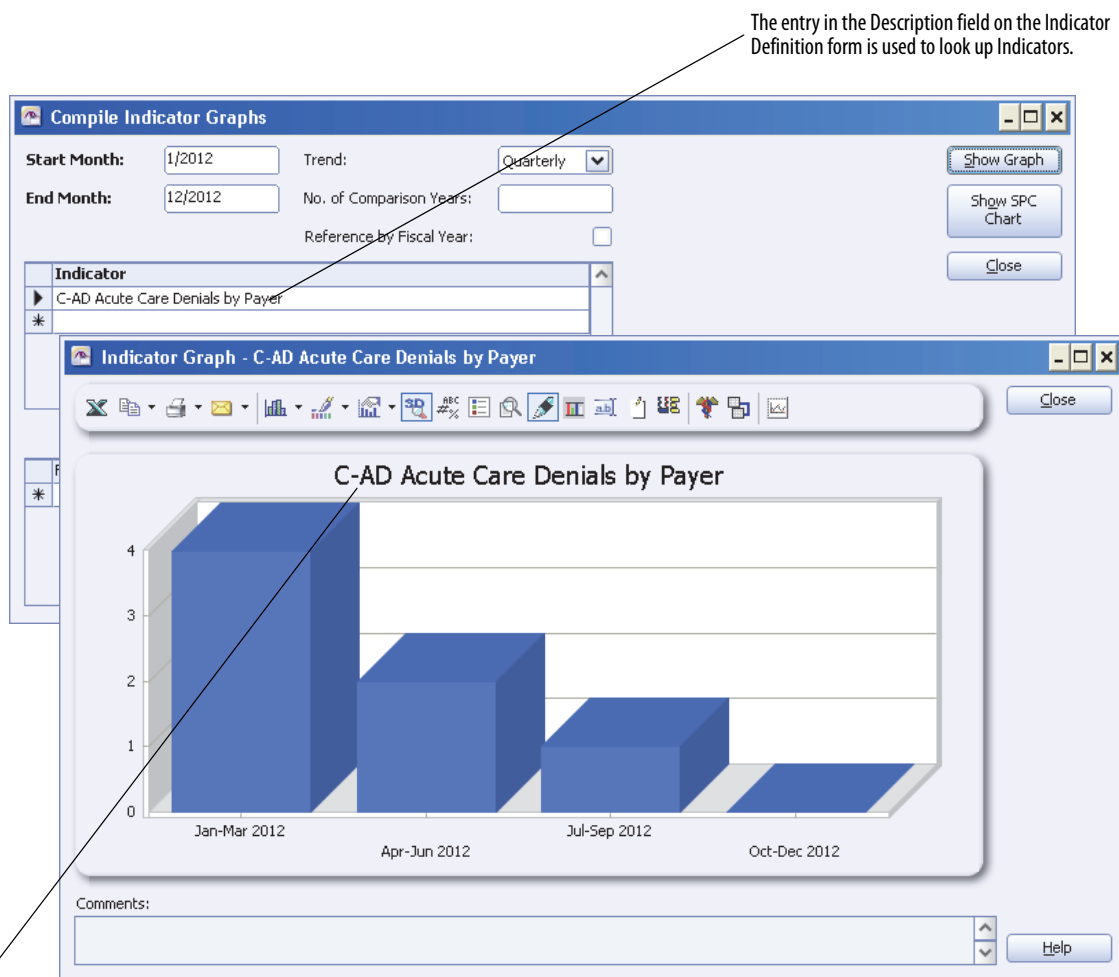 The entry in the Description field on the Indicator
Definition form is used to look up Indicators.
Compile Indicator Graphs
Start Month: 1/2012 Trend: Quarterly Show Graph
End Month: 12/2012 No. of Comparison Years: Show SPC
Chart
Reference by Fiscal Year:
Close
Indicator
C-AD Acute Care Denials by Payer
Indicator Graph - C-AD Acute Care Denials by Payer
Close
C-AD Acute Care Denials by Payer
4
3
2
1
0
Jan-Mar 2012 Jul-Sep 2012
Apr-Jun 2012 Oct-Dec 2012
Comments:
Help